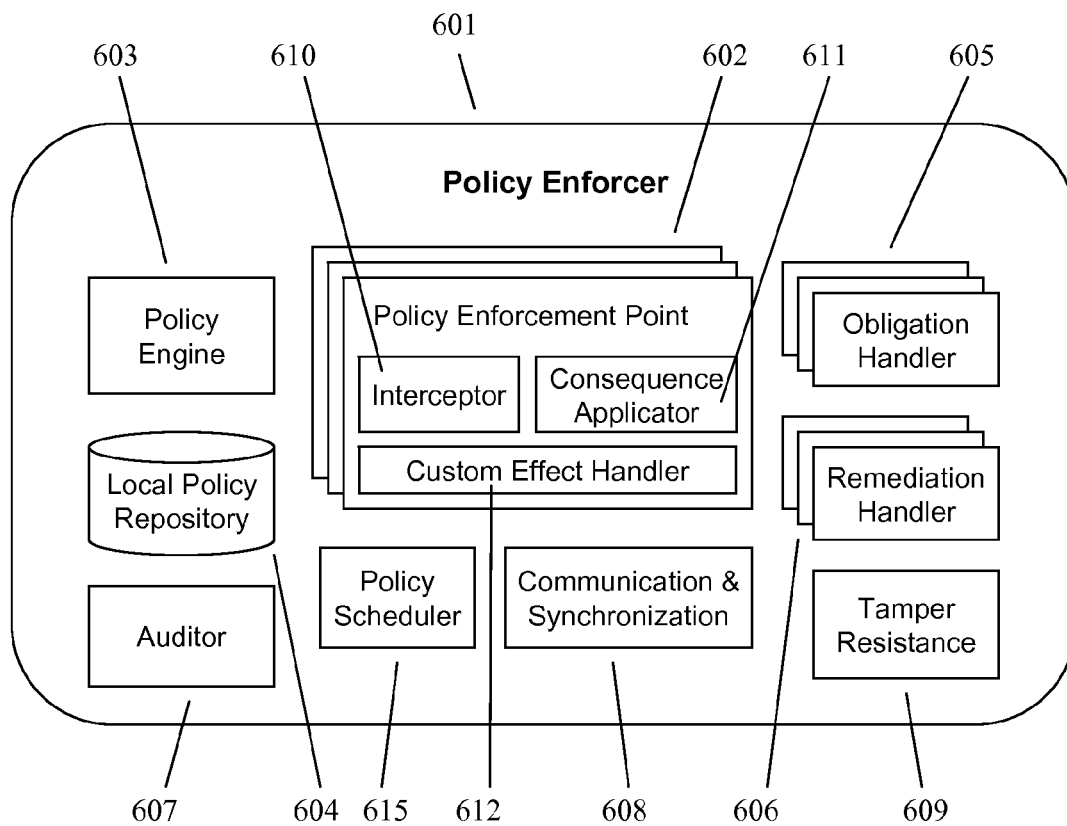 601
603
610
602
611
605
Policy Enforcer
Policy
Engine
Policy Enforcement Point
Interceptor
Consequence
Applicator
Custom Effect Handler
Obligation
Handler
Local Policy
Repository
Remediation
Handler
Auditor
Policy
Scheduler
Communication &
Synchronization
Tamper
Resistance
607
604
615
612
608
606
609